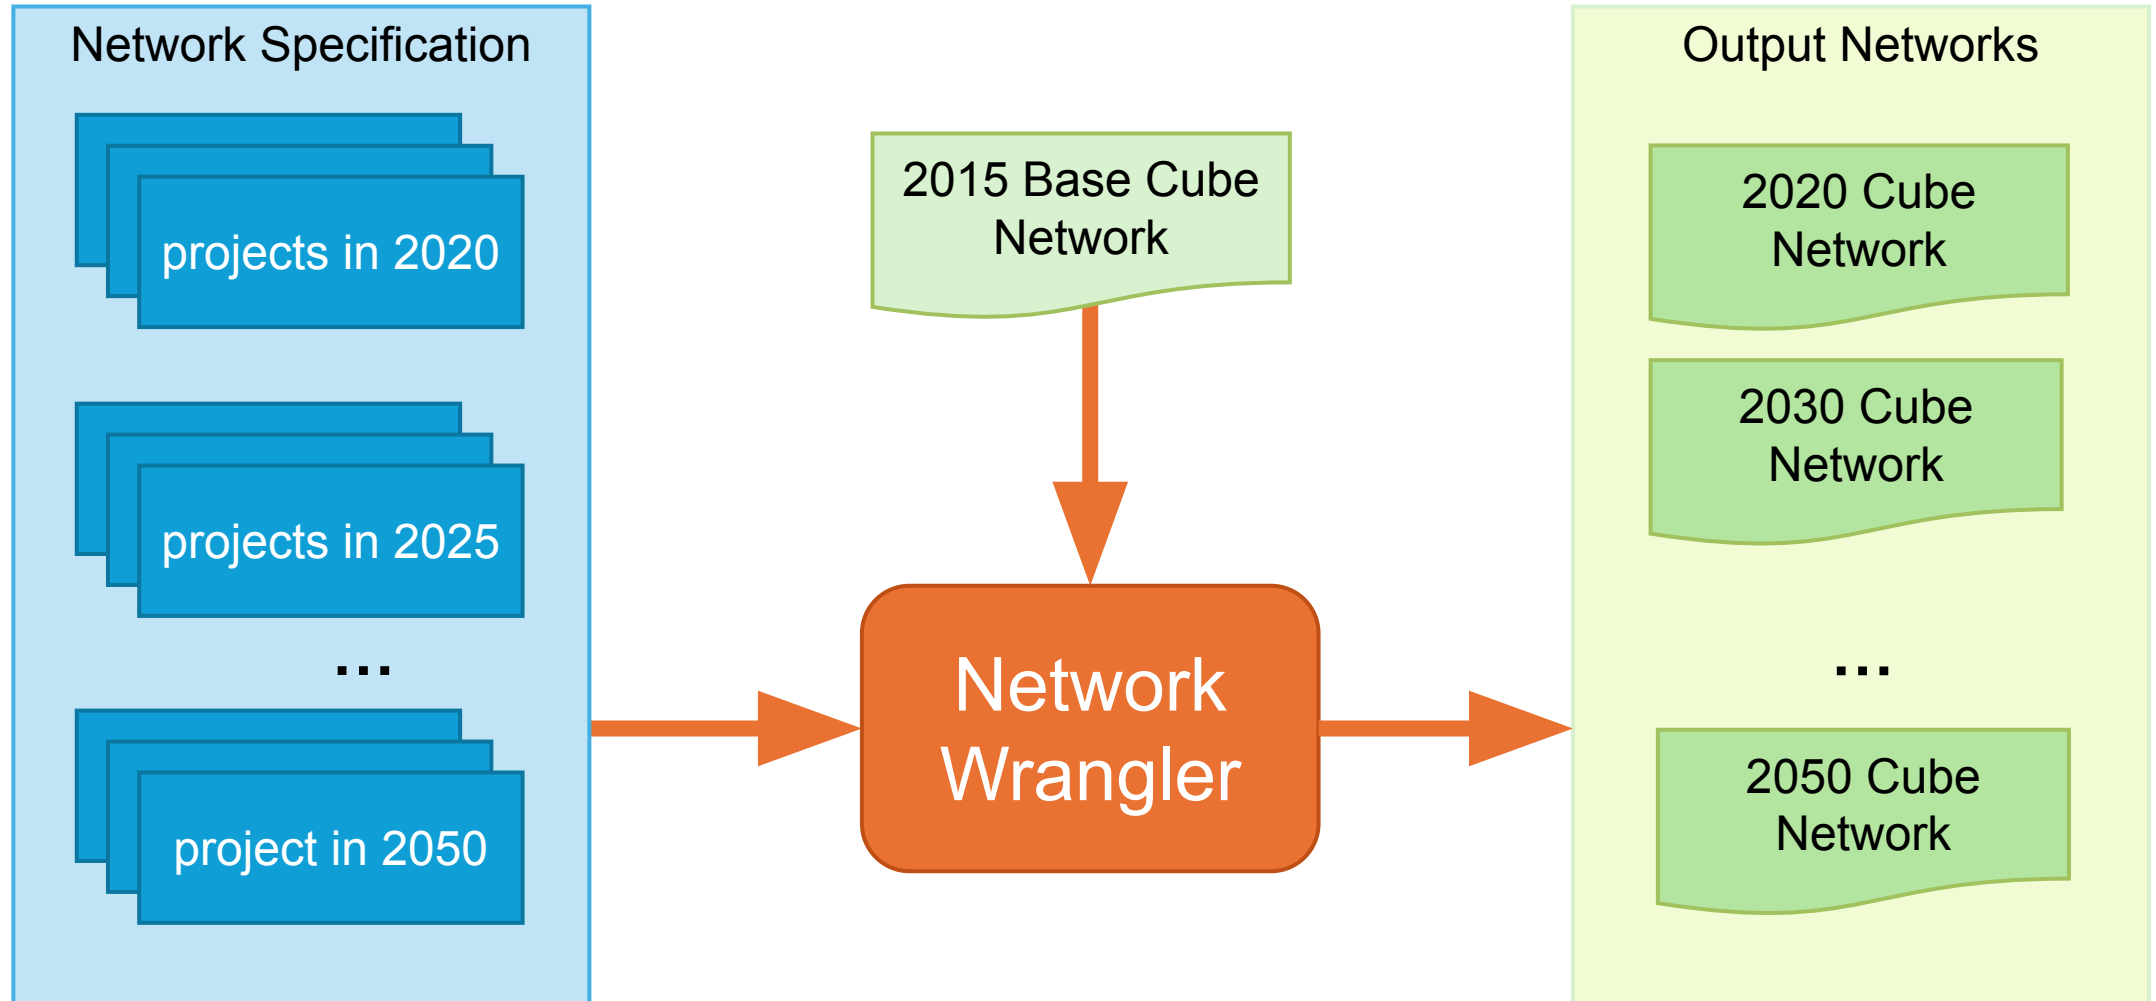 Network Specification
projects in 2020
projects in 2025
...
project in 2050
2015 Base Cube
Network
Network
Wrangler
Output Networks
2020 Cube
Network
2030 Cube
Network
...
2050 Cube
Network